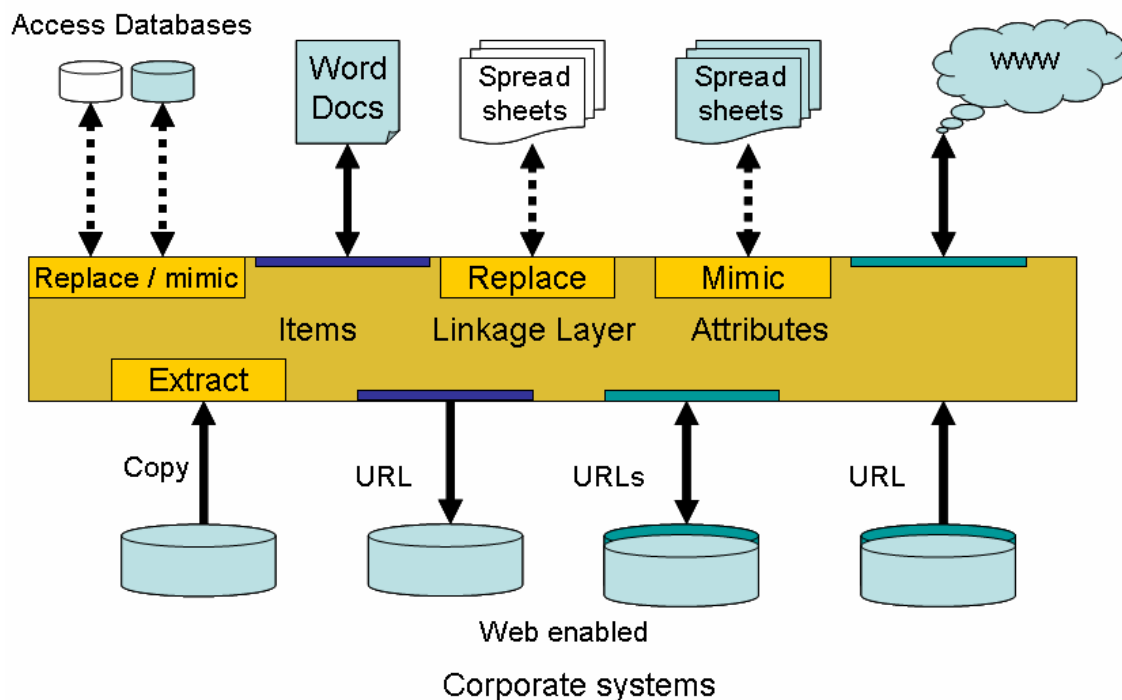 Access Databases
Word
Docs
Spread
sheets
Spread
sheets
WWW
Replace / mimic
Replace
Mimic
Items
Linkage Layer
Attributes
Extract
Copy
URL
URLs
URL
Web enabled
Corporate systems